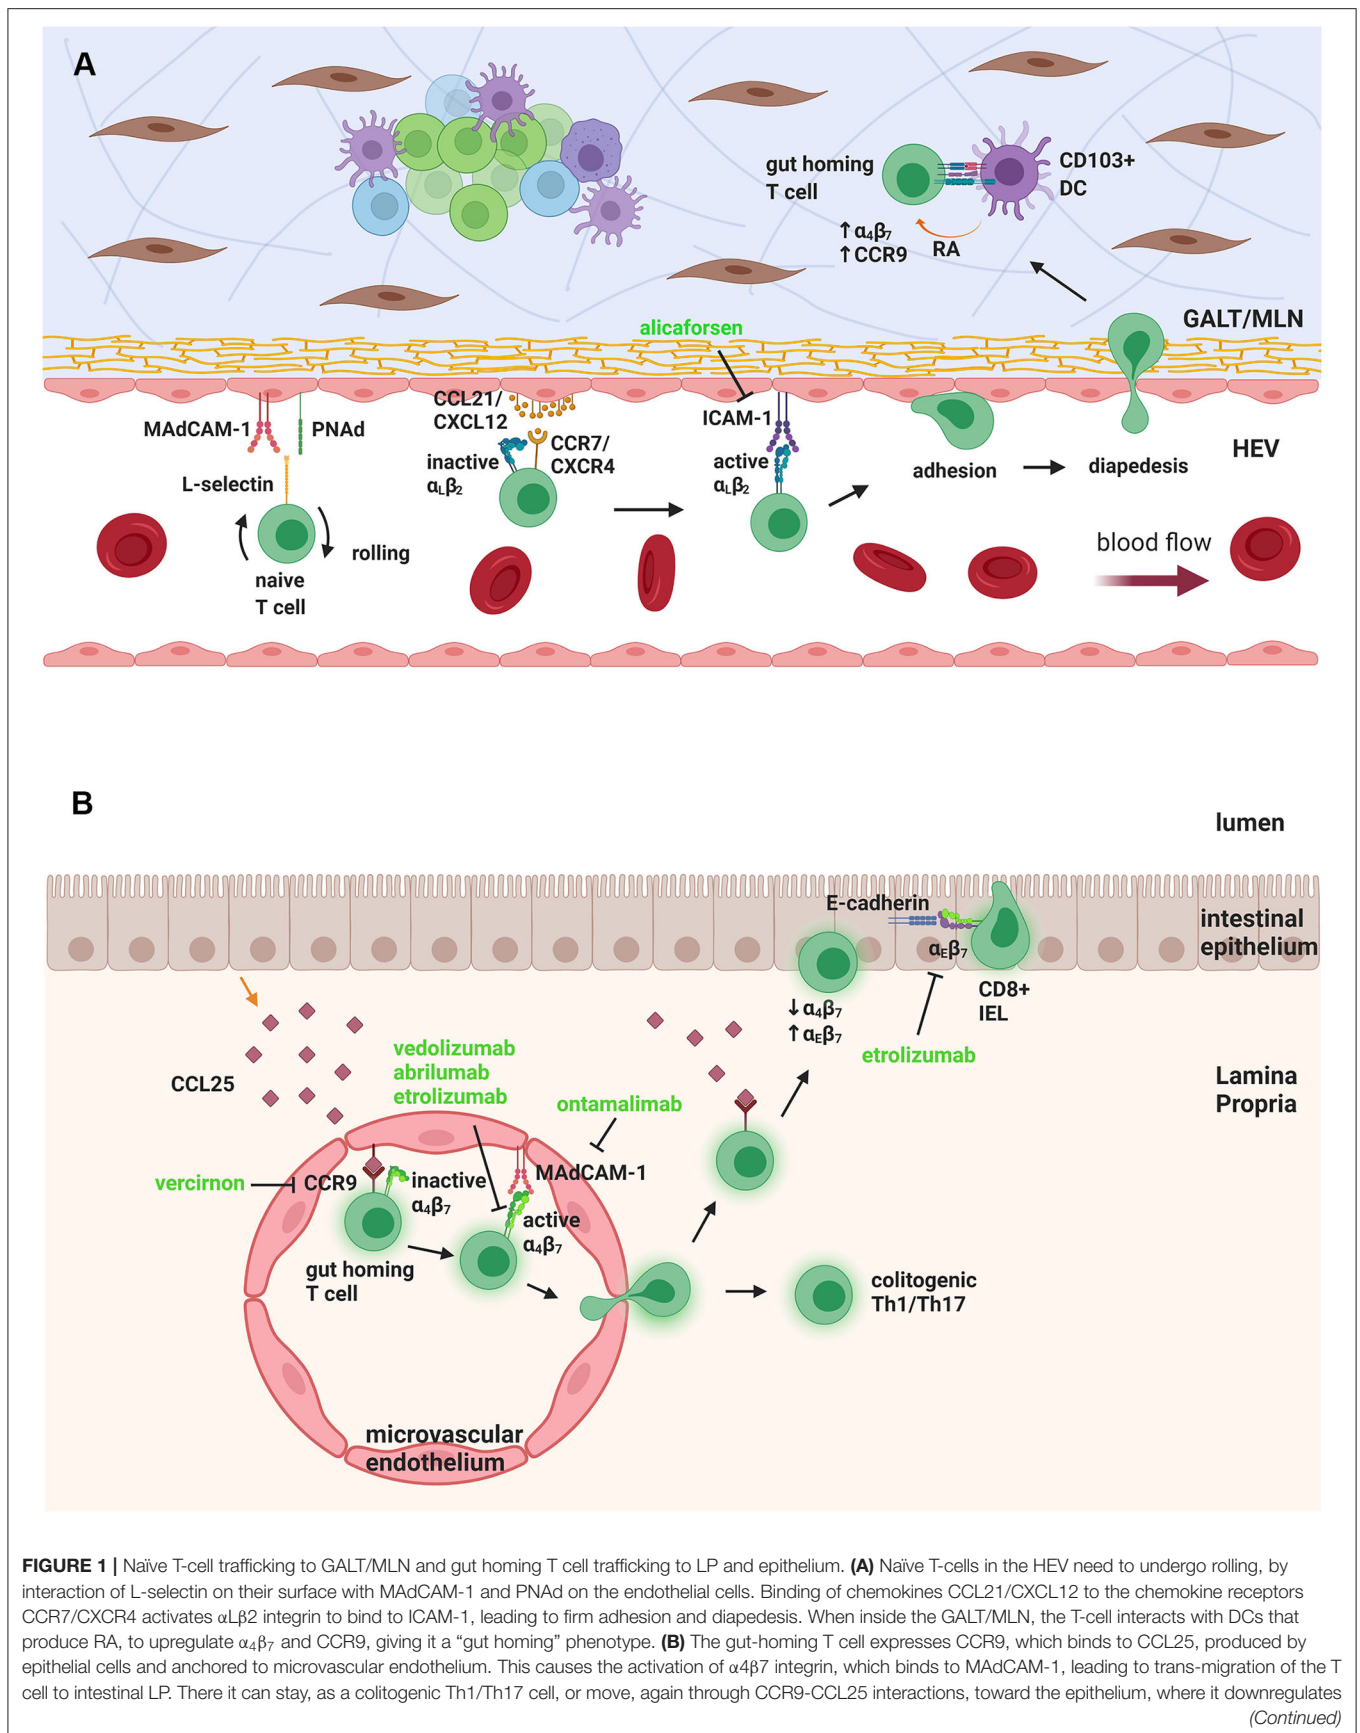 A
gut homing
T cell
CD103+
DC
↑α₄β₇
↑CCR9
RA
alicaforsen
GALT/MLN
CCL21/
CXCL12
MAdCAM-1
PNAd
CCR7/
CXCR4
ICAM-1
HEV
inactive
αLβ₂
active
αLβ₂
adhesion
diapedesis
L-selectin
rolling
naive
T cell
blood flow
B
lumen
E-cadherin
intestinal
epithelium
αEβ₇
CD8+
IEL
↓α₄β₇
↑αEβ₇
etrolizumab
CCL25
vedolizumab
abrilumab
etrolizumab
ontamalimab
Lamina
Propria
vercirnon
CCR9
inactive
α₄β₇
MAdCAM-1
active
α₄β₇
gut homing
T cell
colitogenic
Th1/Th17
microvascular
endothelium
FIGURE 1 | Naïve T-cell trafficking to GALT/MLN and gut homing T cell trafficking to LP and epithelium. (A) Naïve T-cells in the HEV need to undergo rolling, by
interaction of L-selectin on their surface with MAdCAM-1 and PNAd on the endothelial cells. Binding of chemokines CCL21/CXCL12 to the chemokine receptors
CCR7/CXCR4 activates αLβ2 integrin to bind to ICAM-1, leading to firm adhesion and diapedesis. When inside the GALT/MLN, the T-cell interacts with DCs that
produce RA, to upregulate α₄β₇ and CCR9, giving it a “gut homing” phenotype. (B) The gut-homing T cell expresses CCR9, which binds to CCL25, produced by
epithelial cells and anchored to microvascular endothelium. This causes the activation of α4β7 integrin, which binds to MAdCAM-1, leading to trans-migration of the T
cell to intestinal LP. There it can stay, as a colitogenic Th1/Th17 cell, or move, again through CCR9-CCL25 interactions, toward the epithelium, where it downregulates
(Continued)